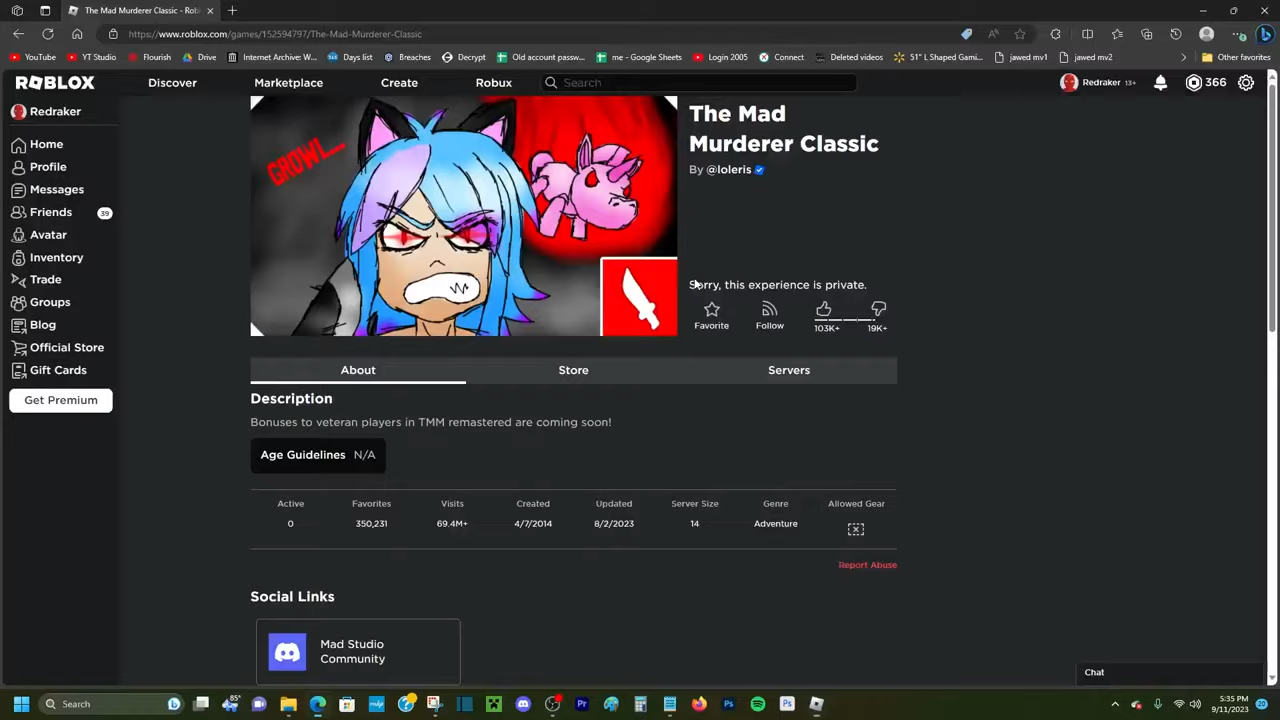 The Mad Murderer Classic - Rob
https://www.roblox.com/games/152594797/The-Mad-Murderer-Classic
YouTube
YT Studio
Flourish
Drive
Internet Archive: W...
Days list
Breaches
Decrypt
Old account passw...
me - Google Sheets
Login 2005
Connect
Deleted videos
51" L Shaped Gami...
jawed mv1
jawed mv2
Other favorites
ROBLOX
Discover
Marketplace
Create
Robux
Search
Redraker 13+
366
Redraker
Home
Profile
Messages
Friends 39
Avatar
Inventory
Trade
Groups
Blog
Official Store
Gift Cards
Get Premium
GROWL...
The Mad
Murderer Classic
By @loleris
Sorry, this experience is private.
Favorite
Follow
103K+
19K+
About
Store
Servers
Description
Bonuses to veteran players in TMM remastered are coming soon!
Age Guidelines N/A
Active
Favorites
Visits
Created
Updated
Server Size
Genre
Allowed Gear
0
350,231
69.4M+
4/7/2014
8/2/2023
14
Adventure
Report Abuse
Social Links
Mad Studio
Community
Chat
Search
85°
5:35 PM
9/11/2023
20